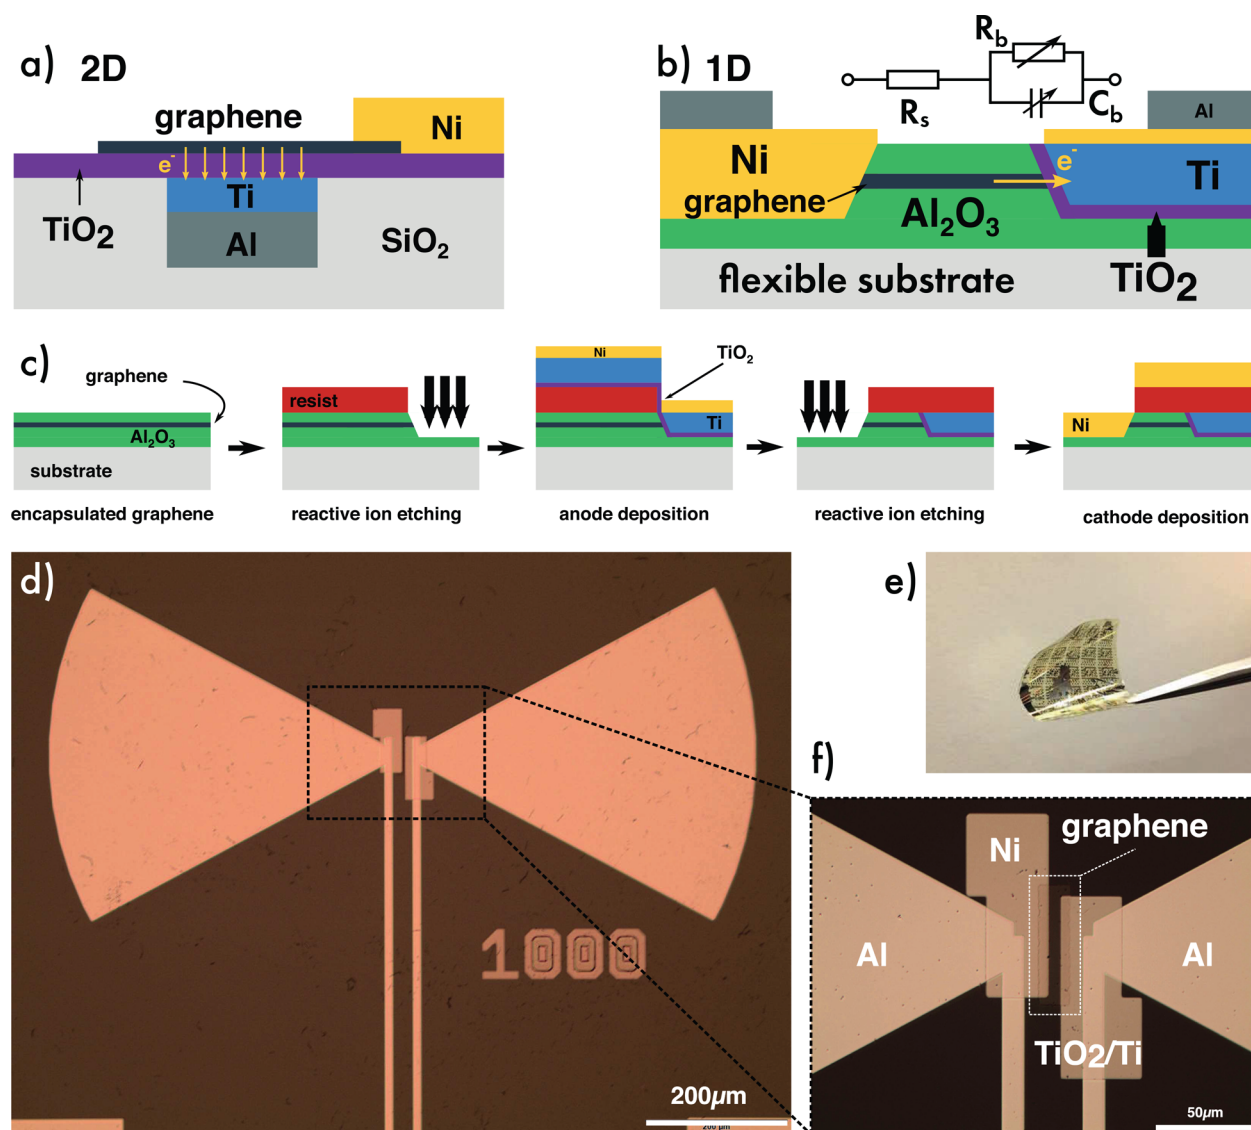 a) 2D
graphene
Ni
e-
Ti
TiO2
Al
SiO2
b) 1D
Rb
Rs
Cb
Al
Ni
e-
Ti
graphene
Al2O3
flexible substrate
TiO2
c)
graphene
Al2O3
substrate
encapsulated graphene
resist
reactive ion etching
Ni
TiO2
Ti
anode deposition
reactive ion etching
Ni
cathode deposition
d)
1000
200µm
200 µm
e)
f)
graphene
Ni
Al
Al
TiO2/Ti
50µm